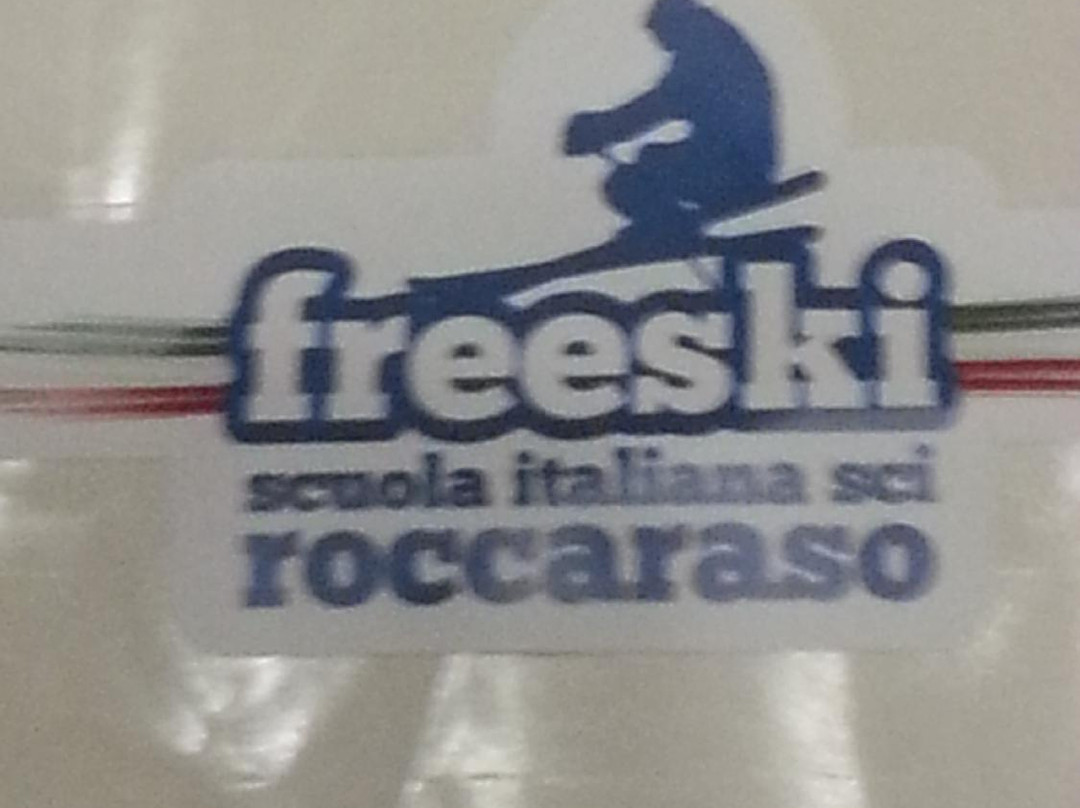 freeski
scuola italiana sci
roccaraso